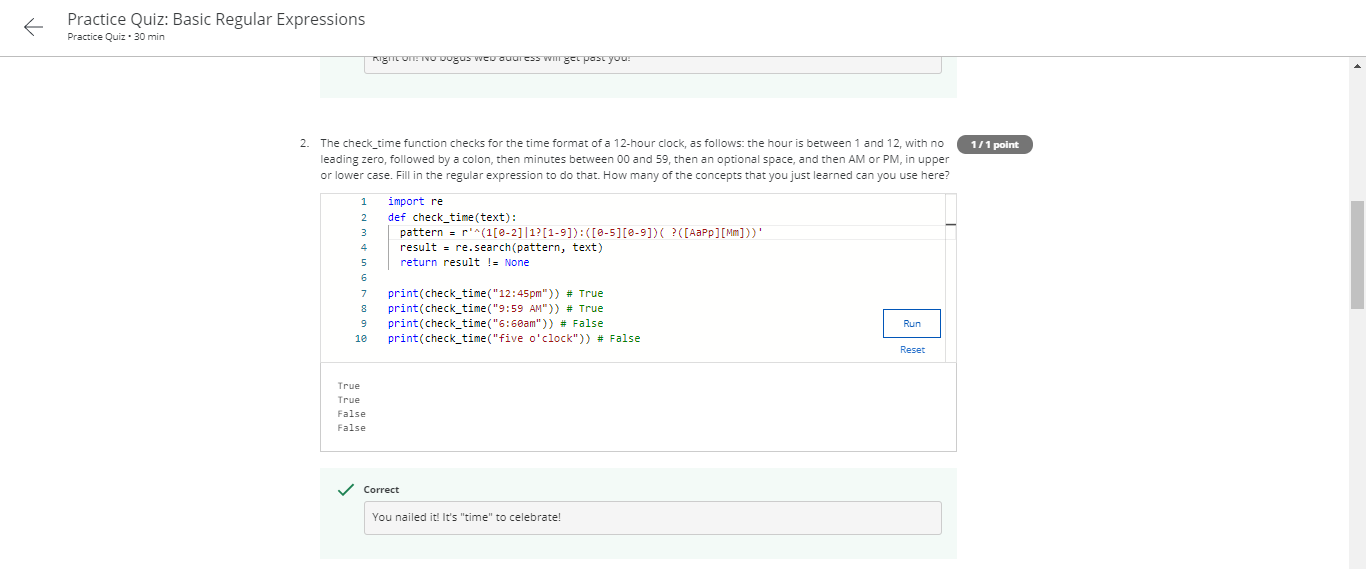 Practice Quiz: Basic Regular Expressions
Practice Quiz • 30 min
Right on! No bogus web address will get past you!
2. The check_time function checks for the time format of a 12-hour clock, as follows: the hour is between 1 and 12, with no
1 / 1 point
leading zero, followed by a colon, then minutes between 00 and 59, then an optional space, and then AM or PM, in upper
or lower case. Fill in the regular expression to do that. How many of the concepts that you just learned can you use here?
1 import re
2 def check_time(text):
3 pattern = r'^(1[0-2]|1?[1-9]):([0-5][0-9])( ?([AaPp][Mm]))'
4 result = re.search(pattern, text)
5 return result != None
6
7 print(check_time("12:45pm")) # True
8 print(check_time("9:59 AM")) # True
9 print(check_time("6:60am")) # False
10 print(check_time("five o'clock")) # False
Run
Reset
True
True
False
False
Correct
You nailed it! It's "time" to celebrate!